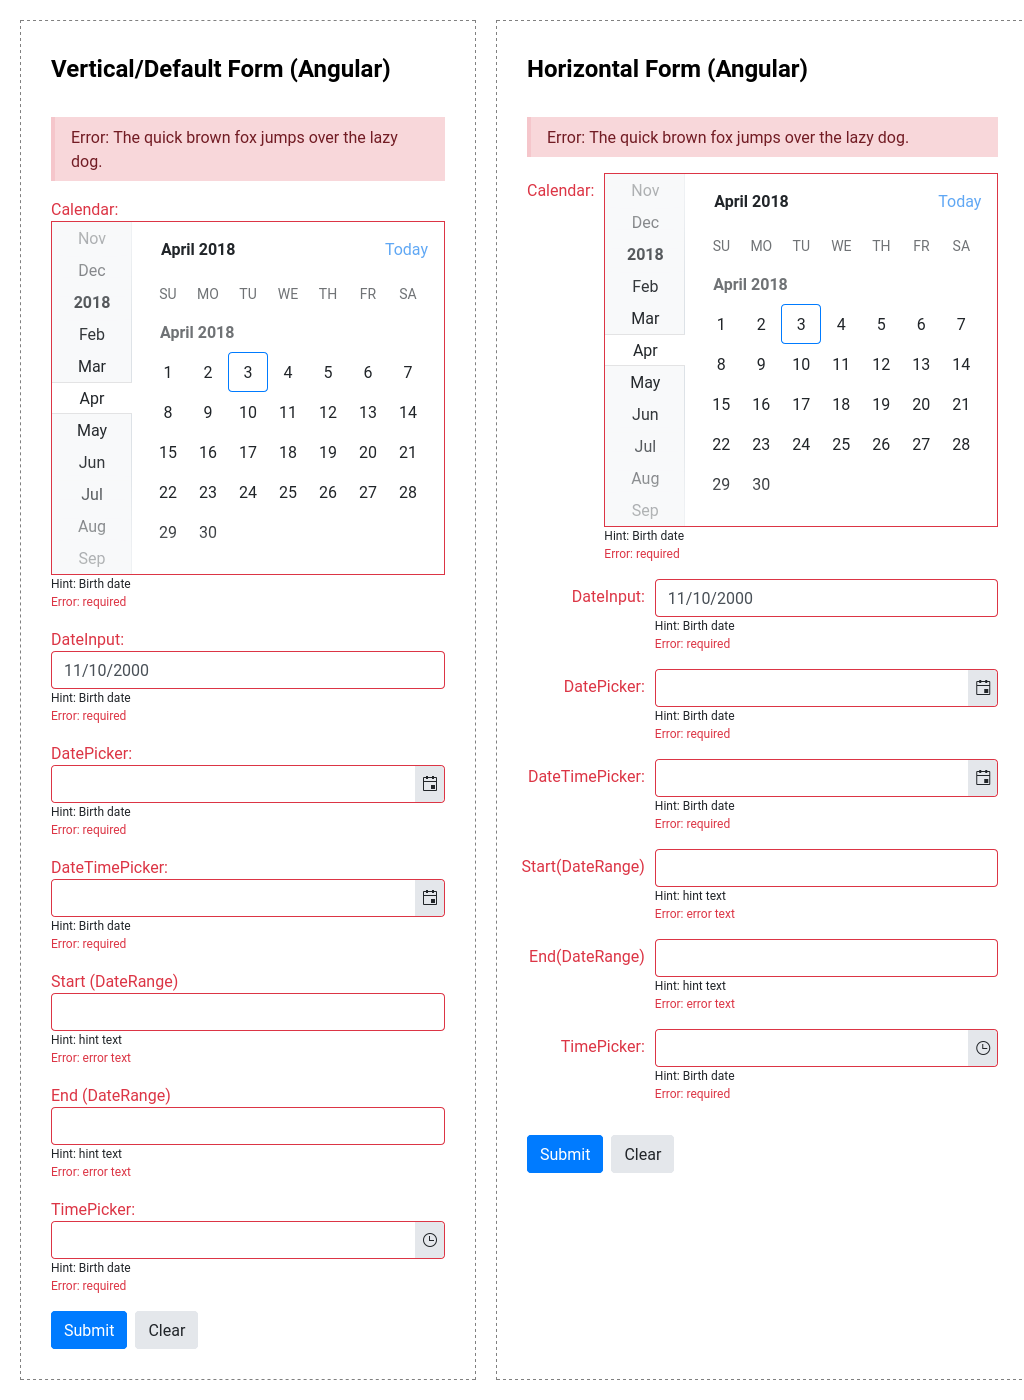 Vertical/Default Form (Angular)
Error: The quick brown fox jumps over the lazy
dog.
Calendar:
Nov
Dec
2018
Feb
Mar
Apr
May
Jun
Jul
Aug
Sep
April 2018 Today
SU MO TU WE TH FR SA
April 2018
1 2 3 4 5 6 7
8 9 10 11 12 13 14
15 16 17 18 19 20 21
22 23 24 25 26 27 28
29 30
Hint: Birth date
Error: required
DateInput:
11/10/2000
Hint: Birth date
Error: required
DatePicker:
Hint: Birth date
Error: required
DateTimePicker:
Hint: Birth date
Error: required
Start (DateRange)
Hint: hint text
Error: error text
End (DateRange)
Hint: hint text
Error: error text
TimePicker:
Hint: Birth date
Error: required
Submit Clear
Horizontal Form (Angular)
Error: The quick brown fox jumps over the lazy dog.
Calendar:
Nov
Dec
2018
Feb
Mar
Apr
May
Jun
Jul
Aug
Sep
April 2018 Today
SU MO TU WE TH FR SA
April 2018
1 2 3 4 5 6 7
8 9 10 11 12 13 14
15 16 17 18 19 20 21
22 23 24 25 26 27 28
29 30
Hint: Birth date
Error: required
DateInput: 11/10/2000
Hint: Birth date
Error: required
DatePicker:
Hint: Birth date
Error: required
DateTimePicker:
Hint: Birth date
Error: required
Start(DateRange)
Hint: hint text
Error: error text
End(DateRange)
Hint: hint text
Error: error text
TimePicker:
Hint: Birth date
Error: required
Submit Clear